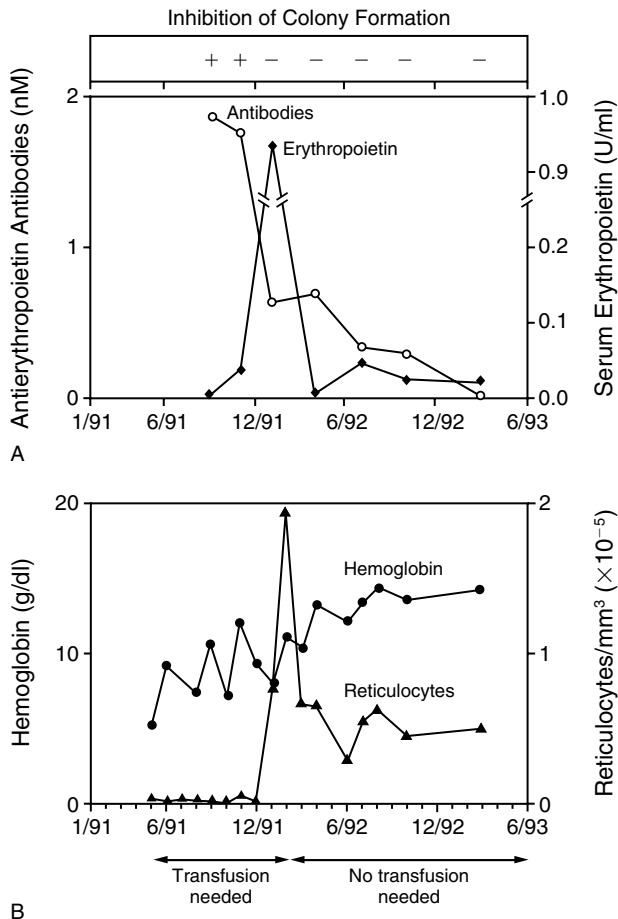 Inhibition of Colony Formation
+ + − − − − −
Antierythropoietin Antibodies (nM)
2
1
0
Antibodies
Erythropoietin
1.0
0.9
0.2
0.1
0.0
Serum Erythropoietin (U/ml)
1/91 6/91 12/91 6/92 12/92 6/93
A
Hemoglobin (g/dl)
20
10
0
Hemoglobin
Reticulocytes
2
1
0
Reticulocytes/mm³ (×10⁻⁵)
1/91 6/91 12/91 6/92 12/92 6/93
Transfusion
needed
No transfusion
needed
B